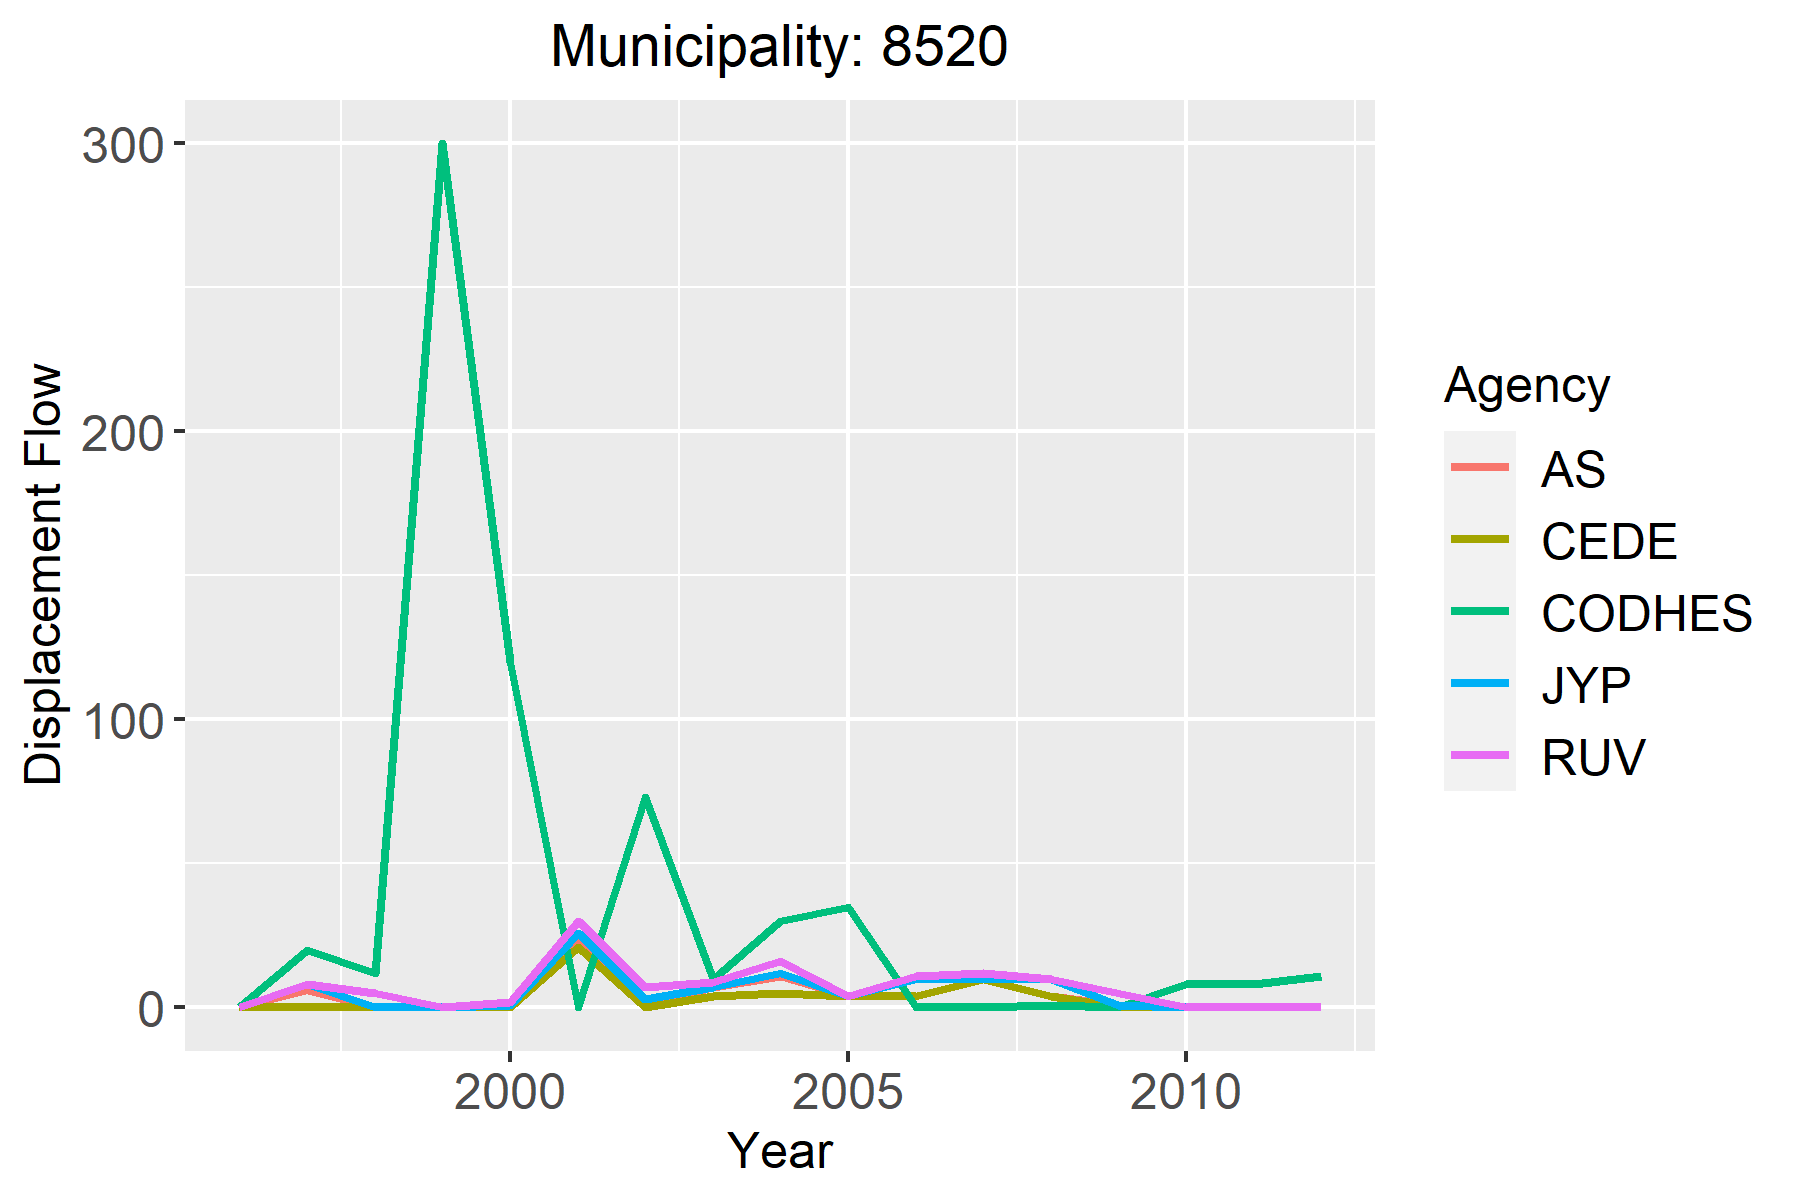 Municipality: 8520
Displacement Flow
300
200
100
0
2000 2005 2010
Year
Agency
AS
CEDE
CODHES
JYP
RUV